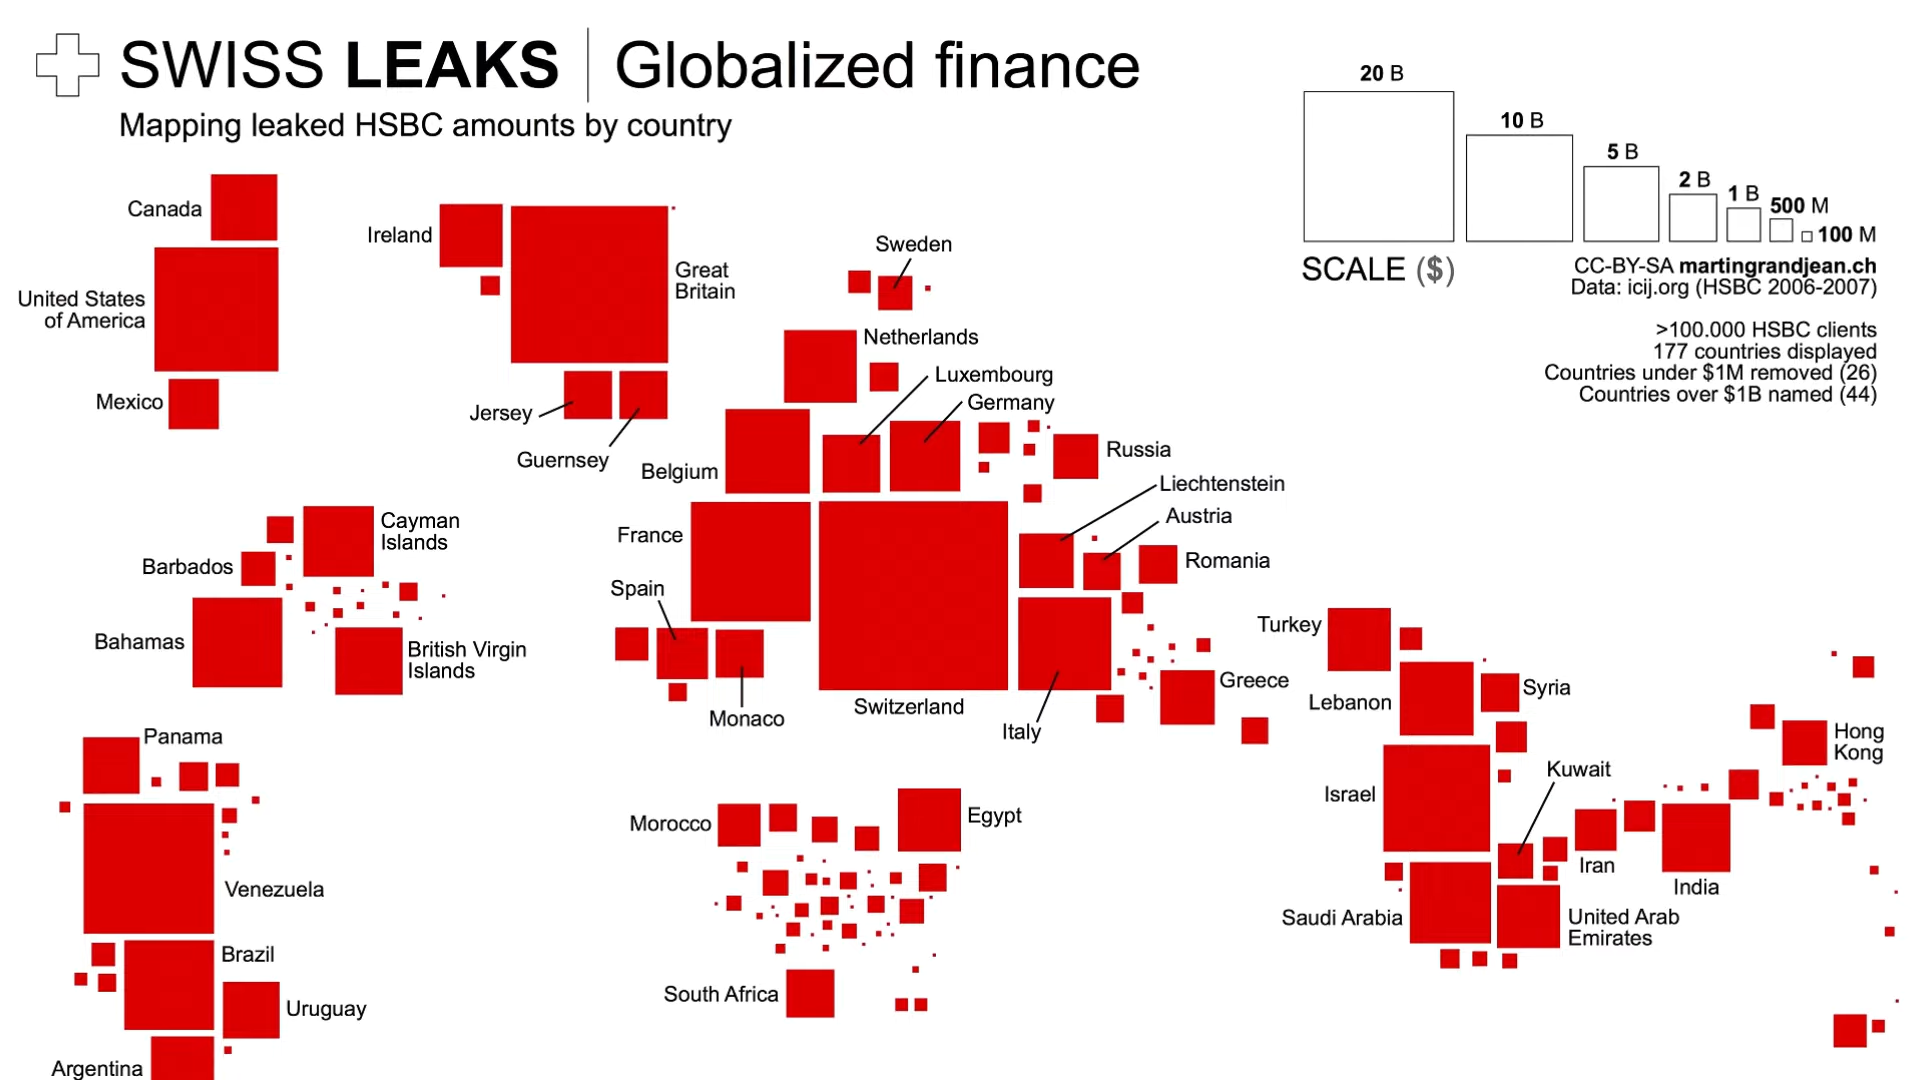 SWISS LEAKS | Globalized finance
Mapping leaked HSBC amounts by country
20 B
10 B
5 B
2 B
1 B
500 M
100 M
SCALE ($)
CC-BY-SA martingrandjean.ch
Data: icij.org (HSBC 2006-2007)
>100.000 HSBC clients
177 countries displayed
Countries under $1M removed (26)
Countries over $1B named (44)
Canada
United States
of America
Mexico
Ireland
Great
Britain
Jersey
Guernsey
Sweden
Netherlands
Luxembourg
Germany
Belgium
Russia
Liechtenstein
Austria
Romania
France
Spain
Monaco
Switzerland
Italy
Greece
Cayman
Islands
Barbados
Bahamas
British Virgin
Islands
Panama
Venezuela
Brazil
Uruguay
Argentina
Morocco
Egypt
South Africa
Turkey
Lebanon
Syria
Israel
Kuwait
Saudi Arabia
United Arab
Emirates
Iran
India
Hong
Kong